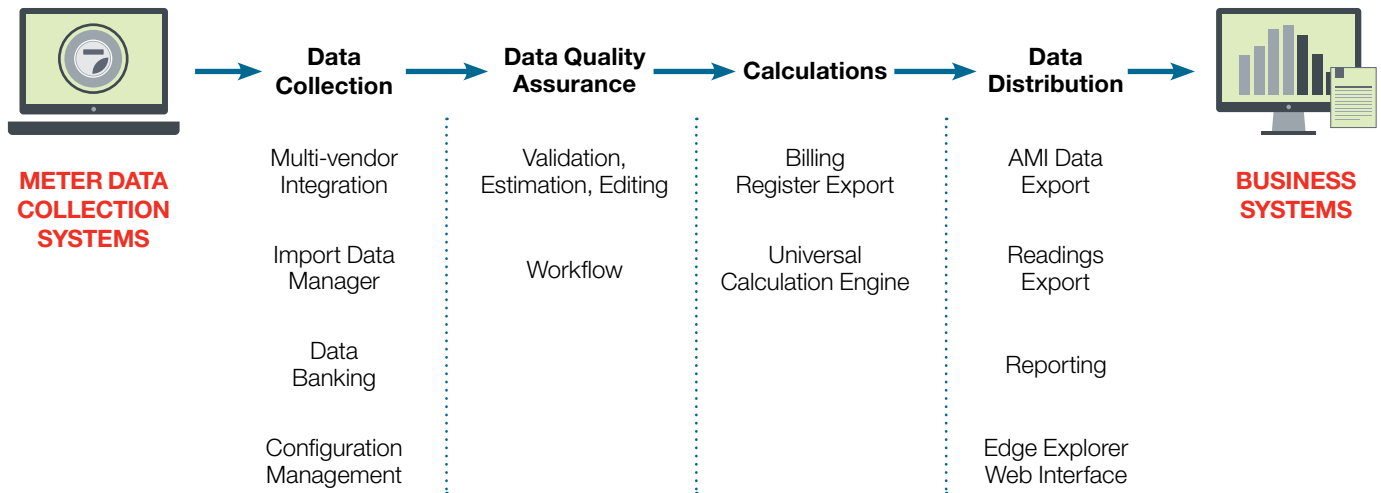 METER DATA
COLLECTION
SYSTEMS
Data
Collection
Multi-vendor
Integration
Import Data
Manager
Data
Banking
Configuration
Management
Data Quality
Assurance
Validation,
Estimation, Editing
Workflow
Calculations
Billing
Register Export
Universal
Calculation Engine
Data
Distribution
AMI Data
Export
Readings
Export
Reporting
Edge Explorer
Web Interface
BUSINESS
SYSTEMS